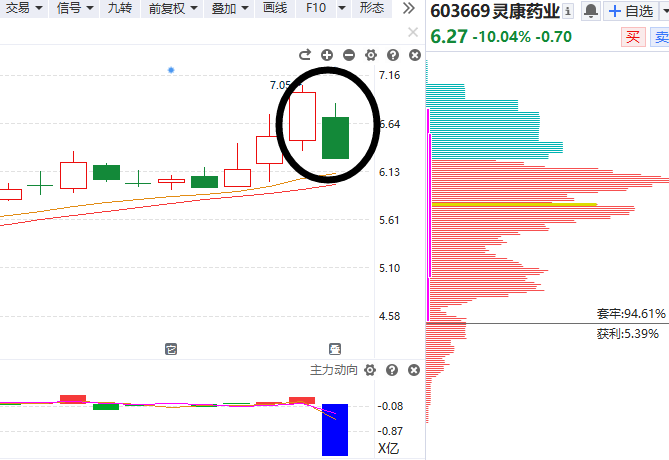 交易 信号 九转 前复权 叠加 画线 F10 形态
603669 灵康药业 + 自选
6.27 -10.04% -0.70 买 卖
7.16
7.05
6.64
6.13
5.61
5.10
4.58
套牢:94.61%
获利:5.39%
主力动向
-0.08
-0.87
X亿